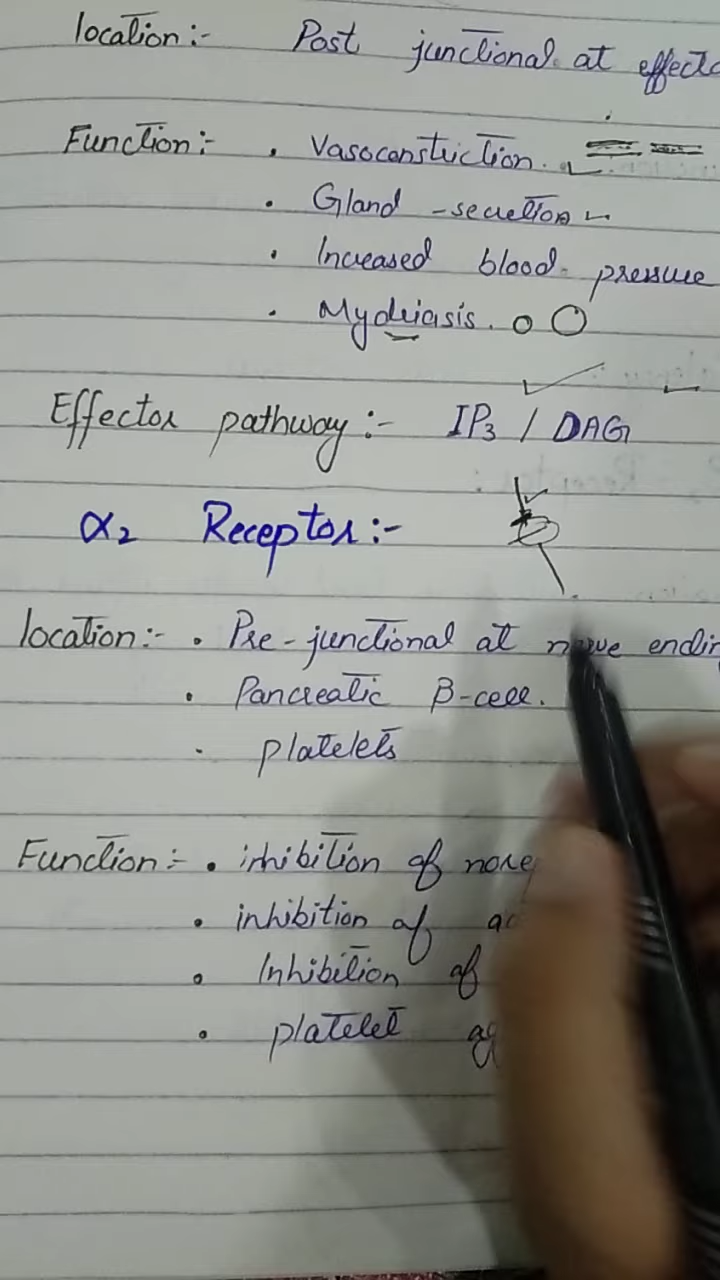 location:- Post junctional at
Function:- • Vasoconstriction.
• Gland -secretion
• Increased blood pressure
• Mydriasis.
Effector pathway:- IP3 / DAG
α2 Receptor:-
location:- • Pre-junctional at nerve
• Pancreatic β-cell.
• platelets
Function:- • inhibition of
• inhibition of
• Inhibition of
• platelet